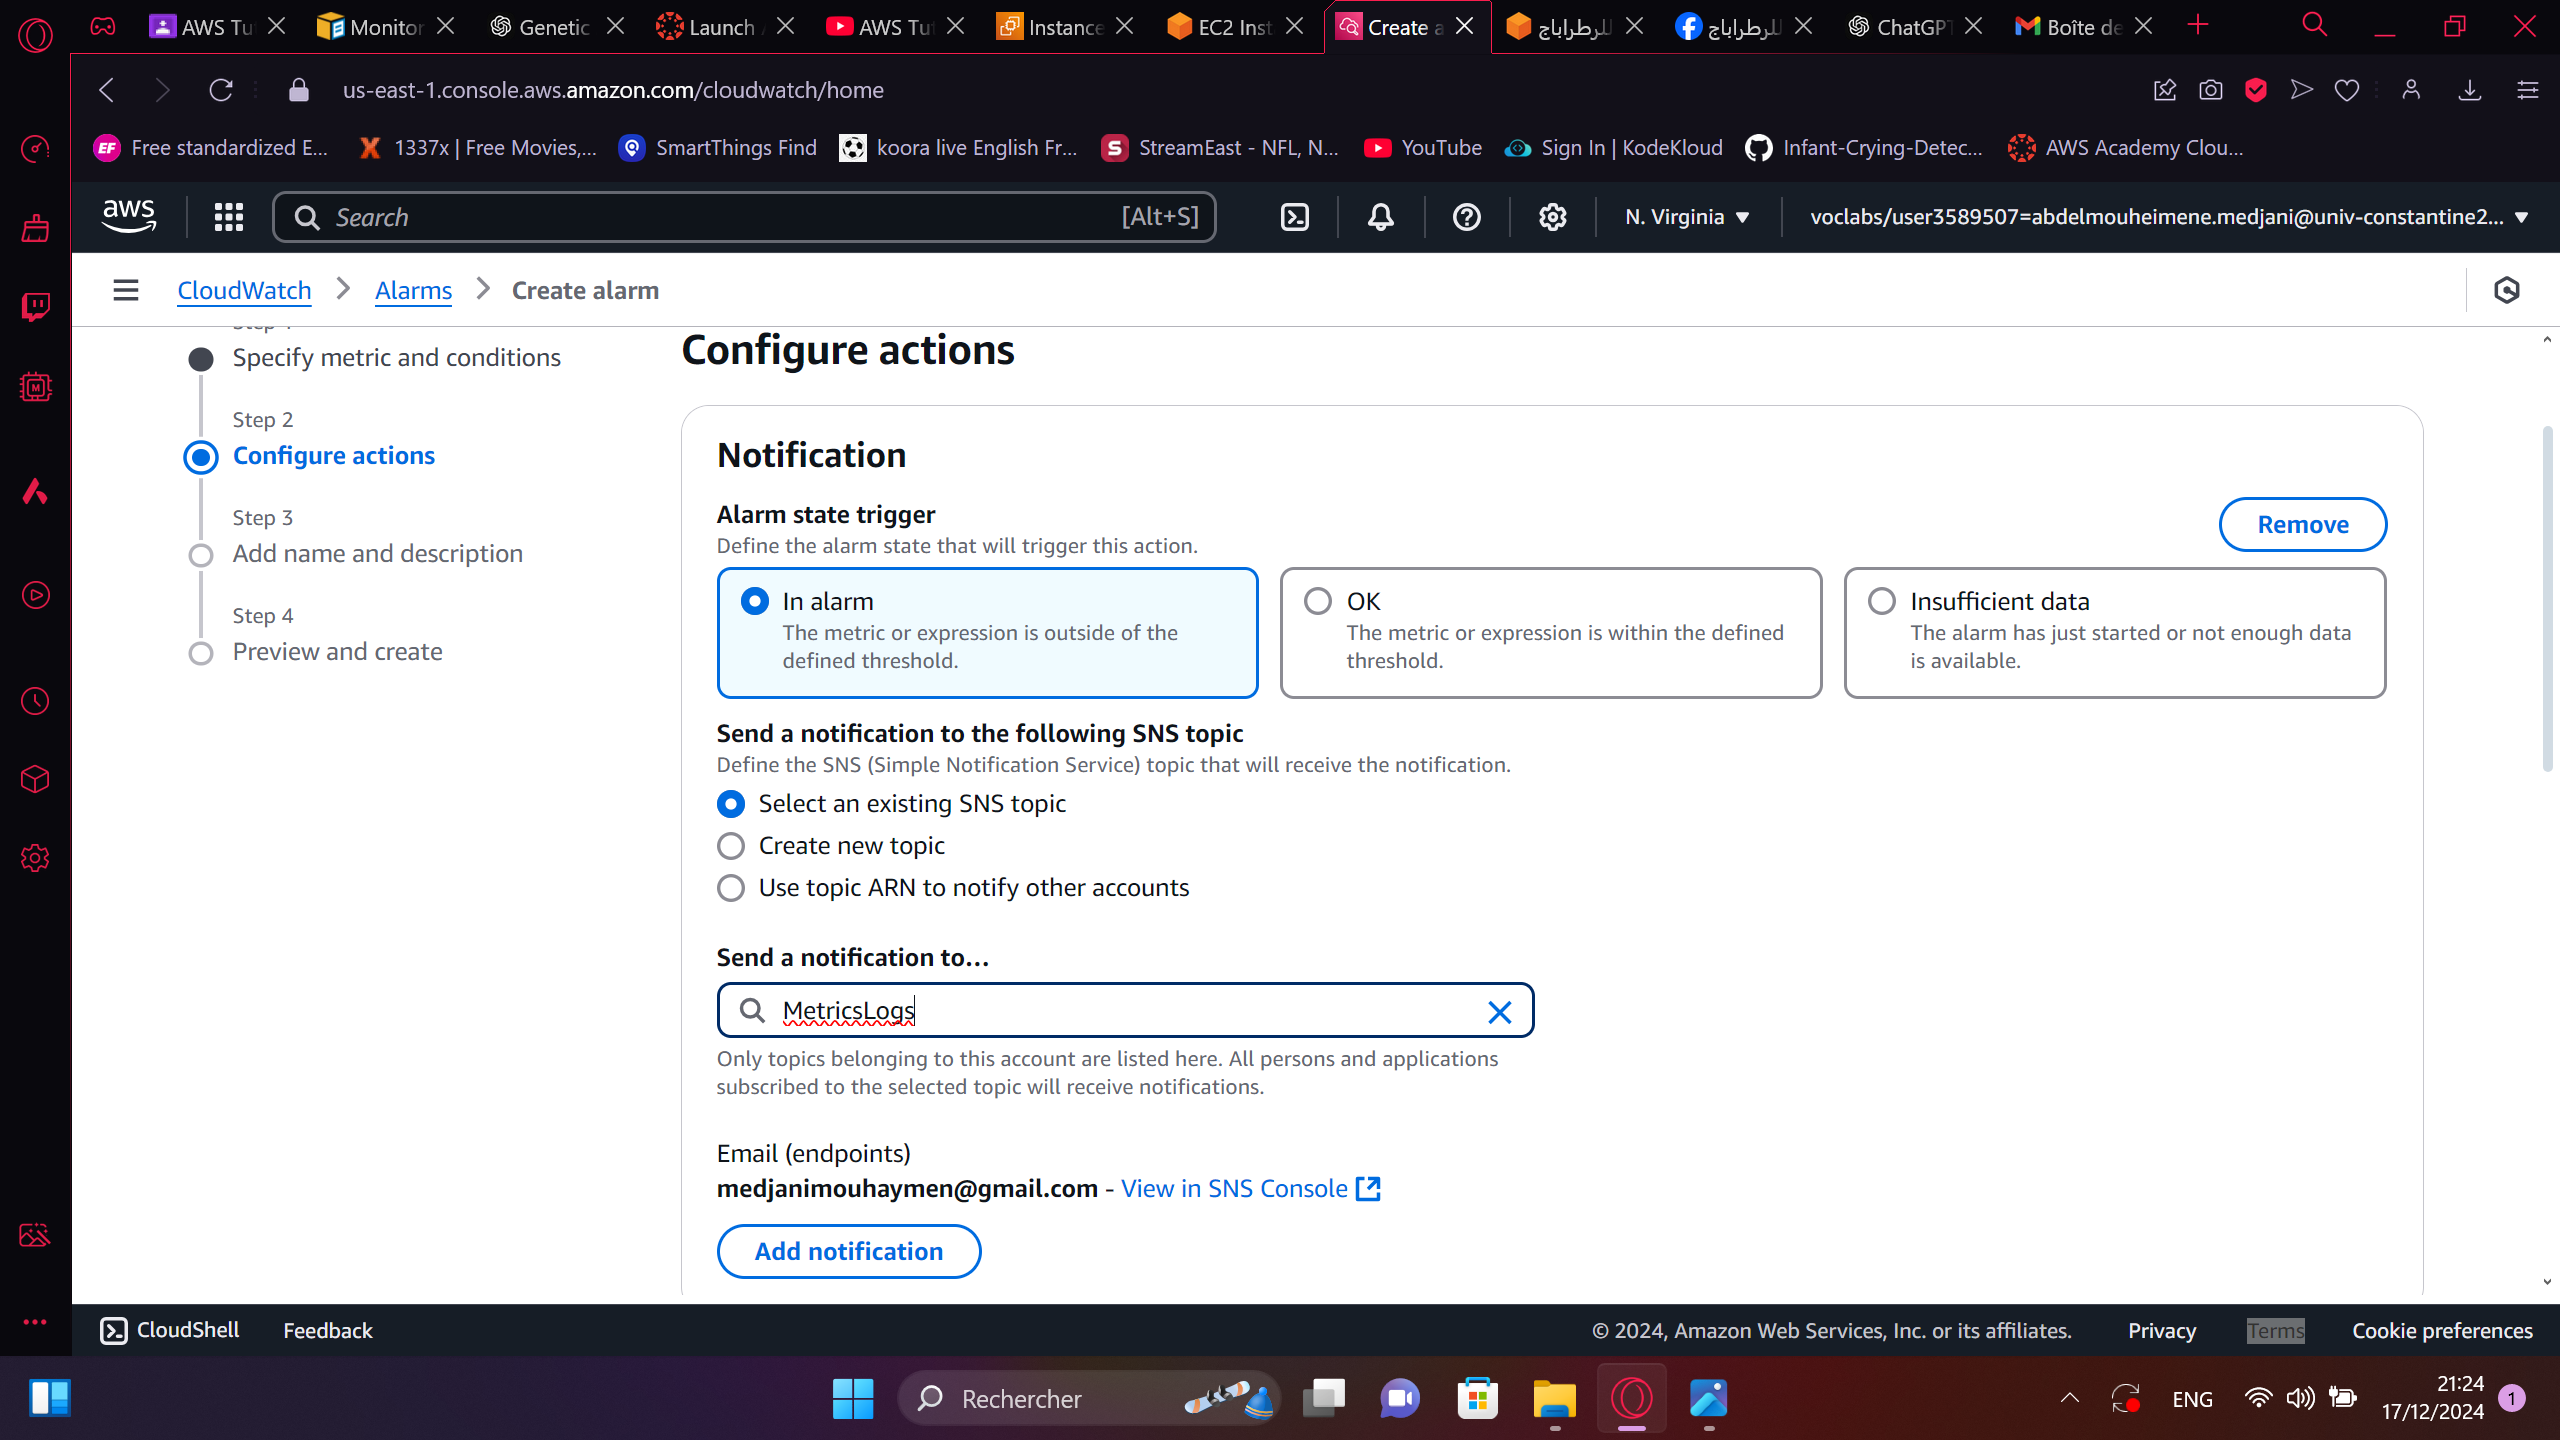 AWS Tu
Monitor
Genetic
Launch
AWS Tu
Instance
EC2 Inst
Create a
للرطراباج
للرطراباج
ChatGPT
Boîte de
us-east-1.console.aws.amazon.com/cloudwatch/home
EF Free standardized E...
1337x | Free Movies,...
SmartThings Find
koora live English Fr...
StreamEast - NFL, N...
YouTube
Sign In | KodeKloud
Infant-Crying-Detec...
AWS Academy Clou...
aws
Search
[Alt+S]
N. Virginia
voclabs/user3589507=abdelmouheimene.medjani@univ-constantine2...
CloudWatch
Alarms
Create alarm
Specify metric and conditions
Step 2
Configure actions
Step 3
Add name and description
Step 4
Preview and create
Configure actions
Notification
Alarm state trigger
Define the alarm state that will trigger this action.
Remove
In alarm
The metric or expression is outside of the
defined threshold.
OK
The metric or expression is within the defined
threshold.
Insufficient data
The alarm has just started or not enough data
is available.
Send a notification to the following SNS topic
Define the SNS (Simple Notification Service) topic that will receive the notification.
Select an existing SNS topic
Create new topic
Use topic ARN to notify other accounts
Send a notification to…
MetricsLogs
Only topics belonging to this account are listed here. All persons and applications
subscribed to the selected topic will receive notifications.
Email (endpoints)
medjanimouhaymen@gmail.com - View in SNS Console
Add notification
CloudShell
Feedback
© 2024, Amazon Web Services, Inc. or its affiliates.
Privacy
Terms
Cookie preferences
Rechercher
ENG
21:24
17/12/2024
1